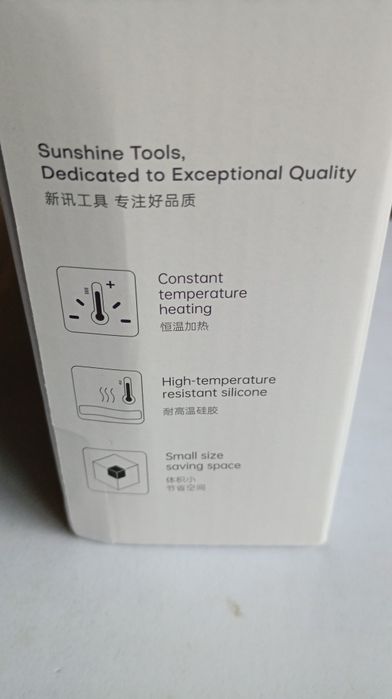 Sunshine Tools,
Dedicated to Exceptional Quality
新讯工具 专注好品质
Constant
temperature
heating
恒温加热
High-temperature
resistant silicone
耐高温硅胶
Small size
saving space
体积小
节省空间